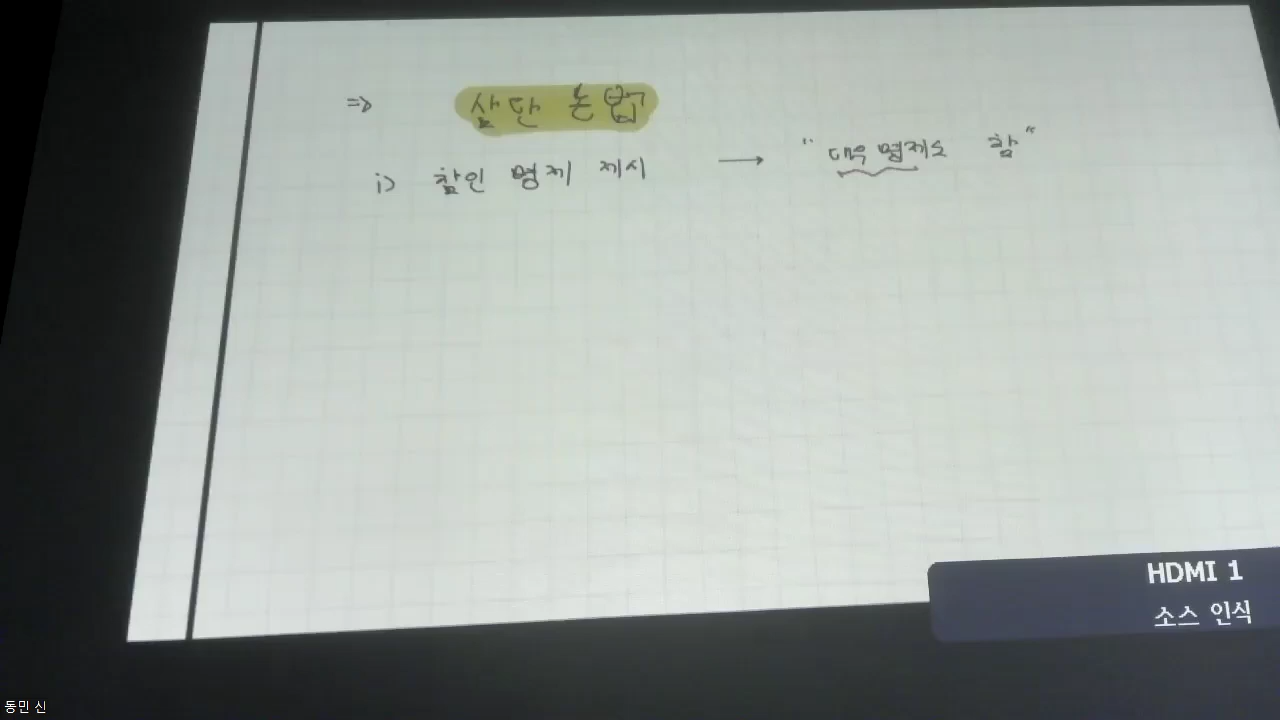 ⇒ 삼단 논법
i) 참인 명제 제시 → "대우 명제도 참"
HDMI 1
소스 인식
동민 신